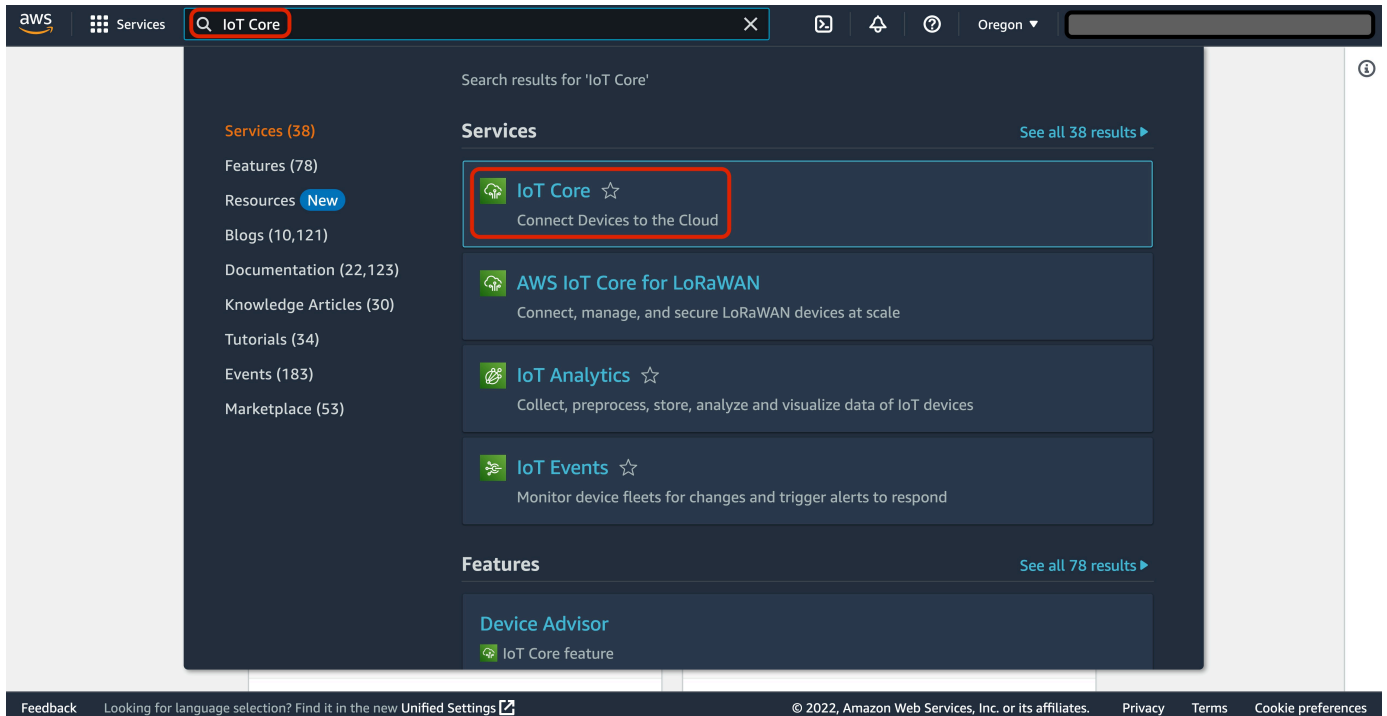 aws Services IoT Core Oregon
Search results for 'IoT Core'
Services (38)
Features (78)
Resources New
Blogs (10,121)
Documentation (22,123)
Knowledge Articles (30)
Tutorials (34)
Events (183)
Marketplace (53)
Services See all 38 results
IoT Core
Connect Devices to the Cloud
AWS IoT Core for LoRaWAN
Connect, manage, and secure LoRaWAN devices at scale
IoT Analytics
Collect, preprocess, store, analyze and visualize data of IoT devices
IoT Events
Monitor device fleets for changes and trigger alerts to respond
Features See all 78 results
Device Advisor
IoT Core feature
Feedback Looking for language selection? Find it in the new Unified Settings © 2022, Amazon Web Services, Inc. or its affiliates. Privacy Terms Cookie preferences